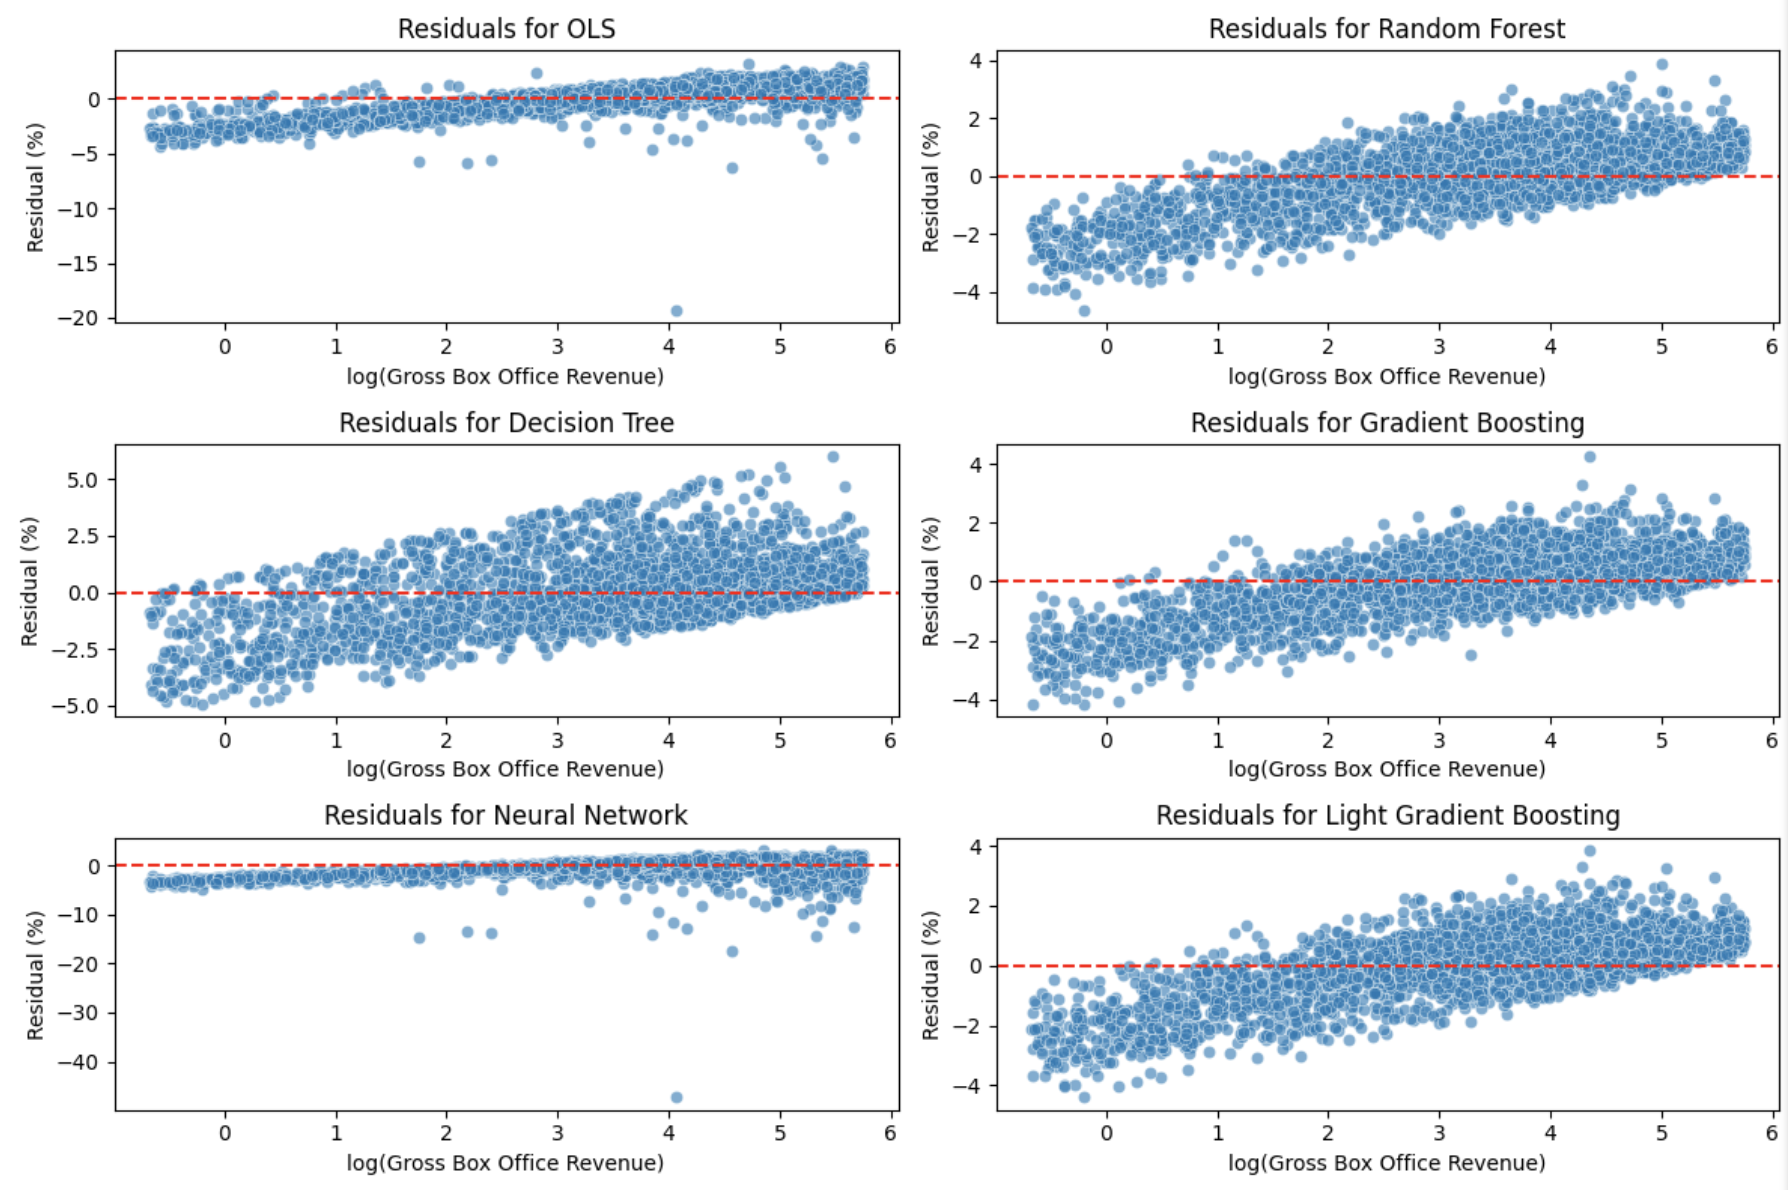 Residuals for OLS
Residual (%)
0
−5
−10
−15
−20
0 1 2 3 4 5 6
log(Gross Box Office Revenue)
Residuals for Random Forest
Residual (%)
4
2
0
−2
−4
0 1 2 3 4 5 6
log(Gross Box Office Revenue)
Residuals for Decision Tree
Residual (%)
5.0
2.5
0.0
−2.5
−5.0
0 1 2 3 4 5 6
log(Gross Box Office Revenue)
Residuals for Gradient Boosting
Residual (%)
4
2
0
−2
−4
0 1 2 3 4 5 6
log(Gross Box Office Revenue)
Residuals for Neural Network
Residual (%)
0
−10
−20
−30
−40
0 1 2 3 4 5 6
log(Gross Box Office Revenue)
Residuals for Light Gradient Boosting
Residual (%)
4
2
0
−2
−4
0 1 2 3 4 5 6
log(Gross Box Office Revenue)